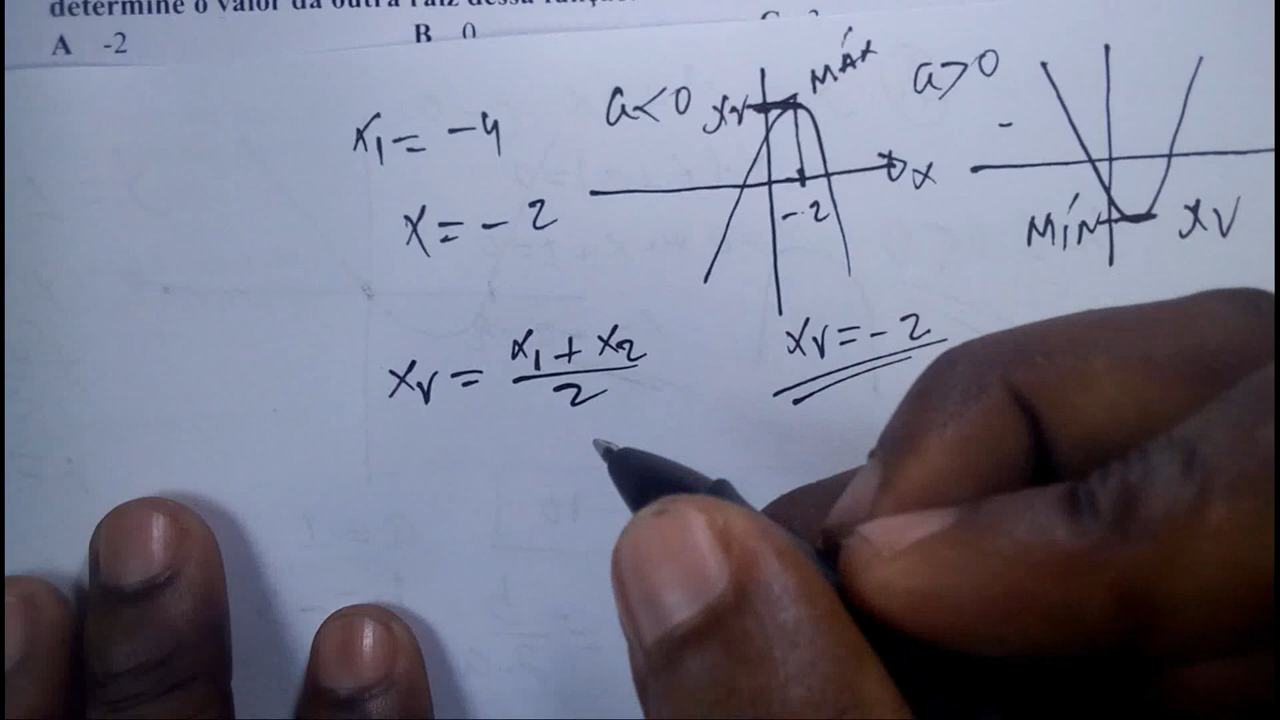 determine o valor da outra raiz dessa função.
A -2 B 0
x₁ = -4
x = -2
a<0 xv MÁX
x
-2
a>0
-
MÍN xv
xv = x₁ + x₂ / 2
xv = -2